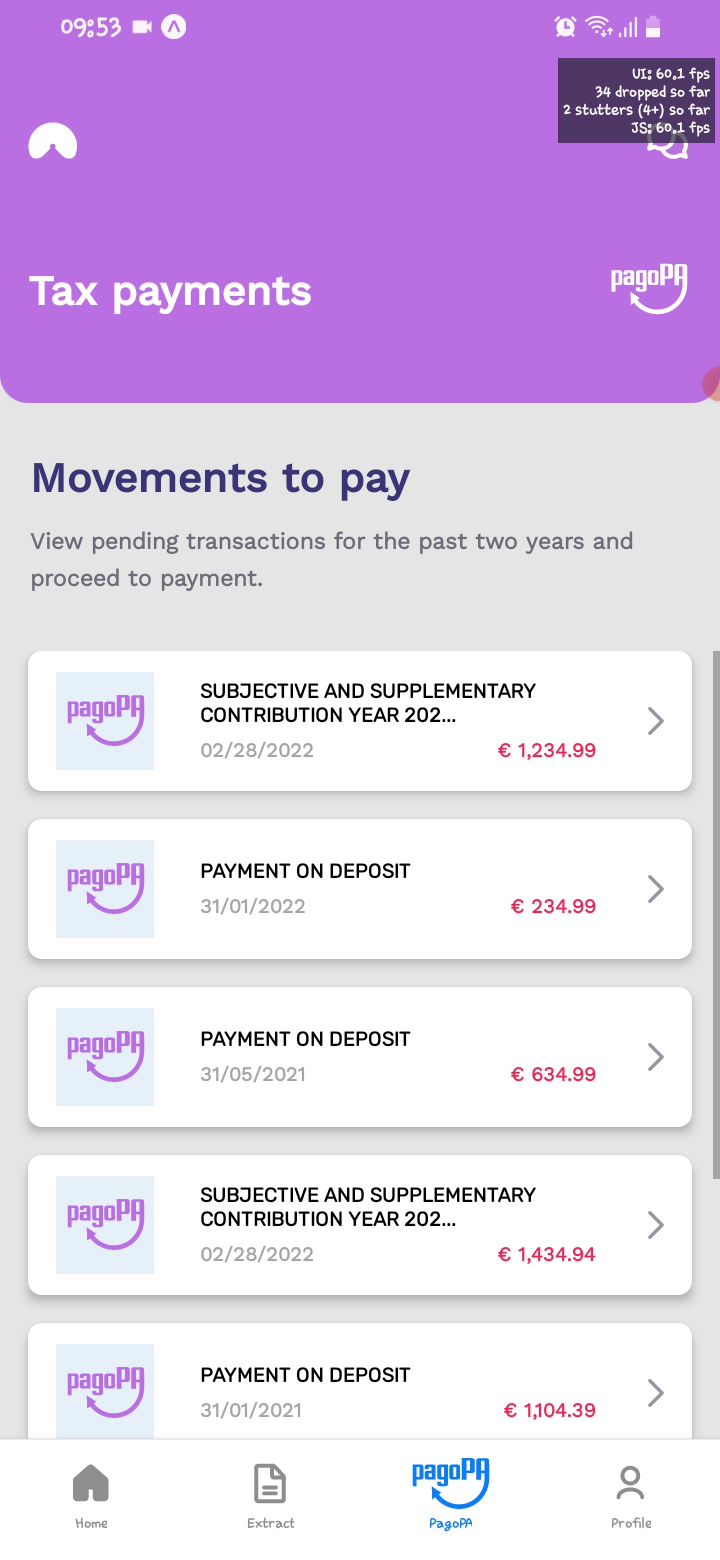 09:53
UI: 60.1 fps
34 dropped so far
2 stutters (4+) so far
JS: 60.1 fps
Tax payments
pagoPA
Movements to pay
View pending transactions for the past two years and
proceed to payment.
pagoPA
SUBJECTIVE AND SUPPLEMENTARY
CONTRIBUTION YEAR 202...
02/28/2022 € 1,234.99
pagoPA
PAYMENT ON DEPOSIT
31/01/2022 € 234.99
pagoPA
PAYMENT ON DEPOSIT
31/05/2021 € 634.99
pagoPA
SUBJECTIVE AND SUPPLEMENTARY
CONTRIBUTION YEAR 202...
02/28/2022 € 1,434.94
pagoPA
PAYMENT ON DEPOSIT
31/01/2021 € 1,104.39
pagoPA
Home Extract PagoPA Profile